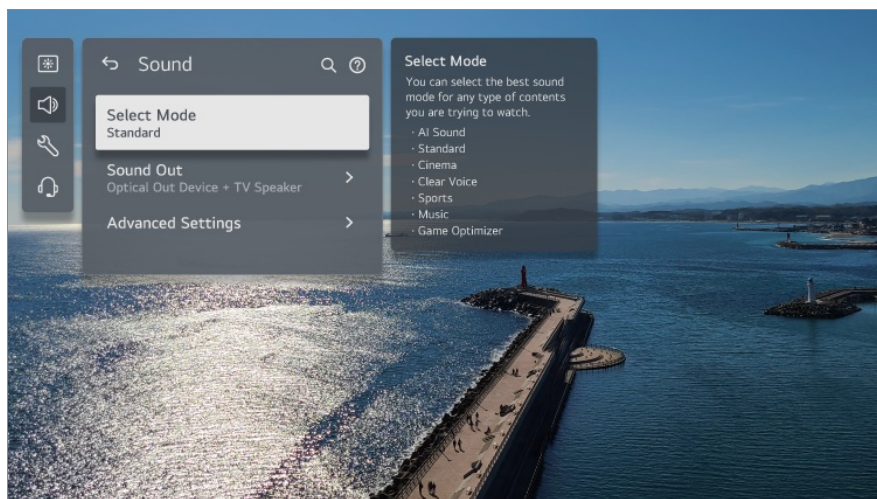 Sound
Select Mode
Standard
Sound Out
Optical Out Device + TV Speaker
Advanced Settings
Select Mode
You can select the best sound
mode for any type of contents
you are trying to watch.
· AI Sound
· Standard
· Cinema
· Clear Voice
· Sports
· Music
· Game Optimizer